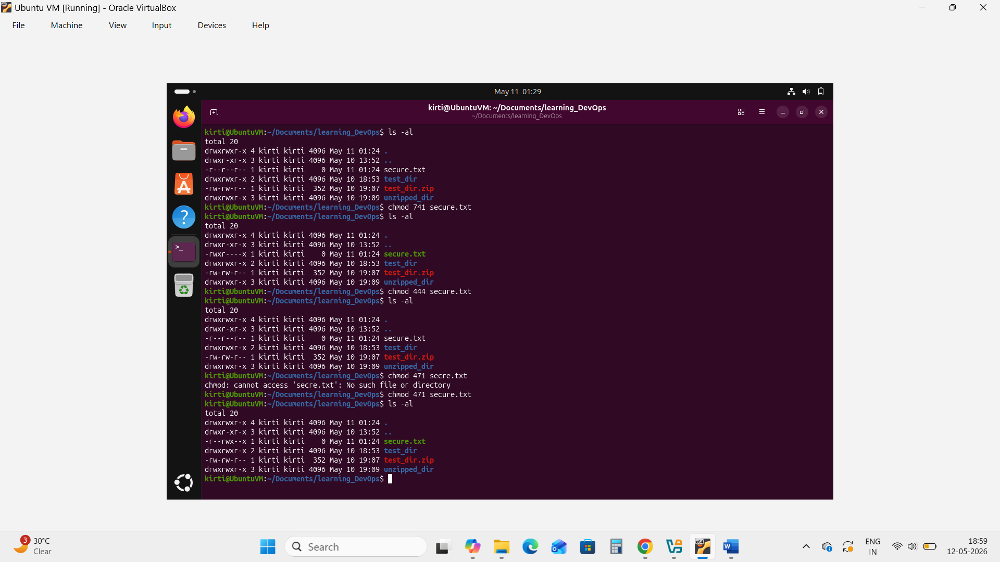 Ubuntu VM [Running] - Oracle VirtualBox
File Machine View Input Devices Help
May 11 01:29
kirti@UbuntuVM: ~/Documents/learning_DevOps
~/Documents/learning_DevOps
kirti@UbuntuVM:~/Documents/learning_DevOps$ ls -al
total 20
drwxrwxr-x 4 kirti kirti 4096 May 11 01:24 .
drwxr-xr-x 3 kirti kirti 4096 May 10 13:52 ..
-r--r--r-- 1 kirti kirti    0 May 11 01:24 secure.txt
drwxrwxr-x 2 kirti kirti 4096 May 10 18:53 test_dir
-rw-rw-r-- 1 kirti kirti  352 May 10 19:07 test_dir.zip
drwxrwxr-x 3 kirti kirti 4096 May 10 19:09 unzipped_dir
kirti@UbuntuVM:~/Documents/learning_DevOps$ chmod 741 secure.txt
kirti@UbuntuVM:~/Documents/learning_DevOps$ ls -al
total 20
drwxrwxr-x 4 kirti kirti 4096 May 11 01:24 .
drwxr-xr-x 3 kirti kirti 4096 May 10 13:52 ..
-rwxr----x 1 kirti kirti    0 May 11 01:24 secure.txt
drwxrwxr-x 2 kirti kirti 4096 May 10 18:53 test_dir
-rw-rw-r-- 1 kirti kirti  352 May 10 19:07 test_dir.zip
drwxrwxr-x 3 kirti kirti 4096 May 10 19:09 unzipped_dir
kirti@UbuntuVM:~/Documents/learning_DevOps$ chmod 444 secure.txt
kirti@UbuntuVM:~/Documents/learning_DevOps$ ls -al
total 20
drwxrwxr-x 4 kirti kirti 4096 May 11 01:24 .
drwxr-xr-x 3 kirti kirti 4096 May 10 13:52 ..
-r--r--r-- 1 kirti kirti    0 May 11 01:24 secure.txt
drwxrwxr-x 2 kirti kirti 4096 May 10 18:53 test_dir
-rw-rw-r-- 1 kirti kirti  352 May 10 19:07 test_dir.zip
drwxrwxr-x 3 kirti kirti 4096 May 10 19:09 unzipped_dir
kirti@UbuntuVM:~/Documents/learning_DevOps$ chmod 471 secre.txt
chmod: cannot access 'secre.txt': No such file or directory
kirti@UbuntuVM:~/Documents/learning_DevOps$ chmod 471 secure.txt
kirti@UbuntuVM:~/Documents/learning_DevOps$ ls -al
total 20
drwxrwxr-x 4 kirti kirti 4096 May 11 01:24 .
drwxr-xr-x 3 kirti kirti 4096 May 10 13:52 ..
-r--rwx--x 1 kirti kirti    0 May 11 01:24 secure.txt
drwxrwxr-x 2 kirti kirti 4096 May 10 18:53 test_dir
-rw-rw-r-- 1 kirti kirti  352 May 10 19:07 test_dir.zip
drwxrwxr-x 3 kirti kirti 4096 May 10 19:09 unzipped_dir
kirti@UbuntuVM:~/Documents/learning_DevOps$
3
30°C
Clear
Search
x64
ENG
IN
18:59
12-05-2026